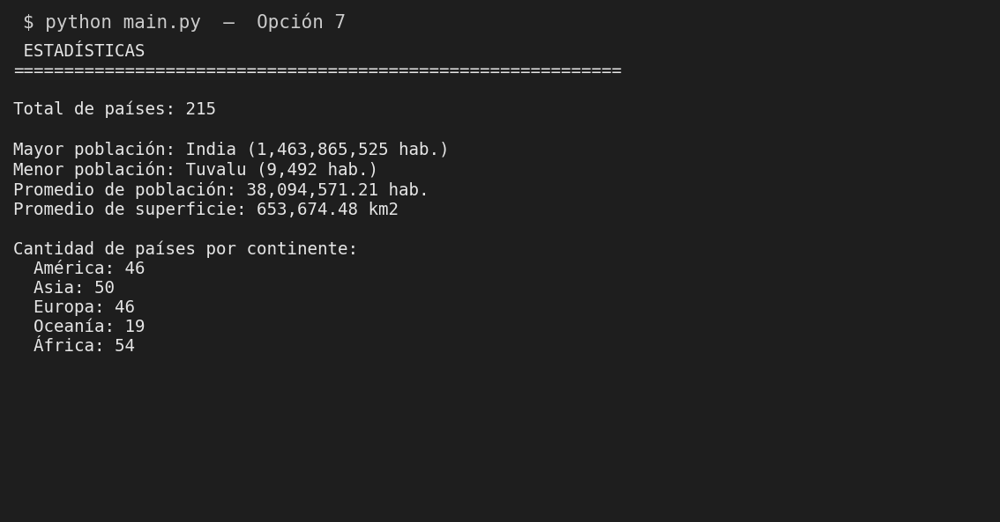 $ python main.py — Opción 7
ESTADÍSTICAS
============================================================
Total de países: 215
Mayor población: India (1,463,865,525 hab.)
Menor población: Tuvalu (9,492 hab.)
Promedio de población: 38,094,571.21 hab.
Promedio de superficie: 653,674.48 km2
Cantidad de países por continente:
América: 46
Asia: 50
Europa: 46
Oceanía: 19
África: 54